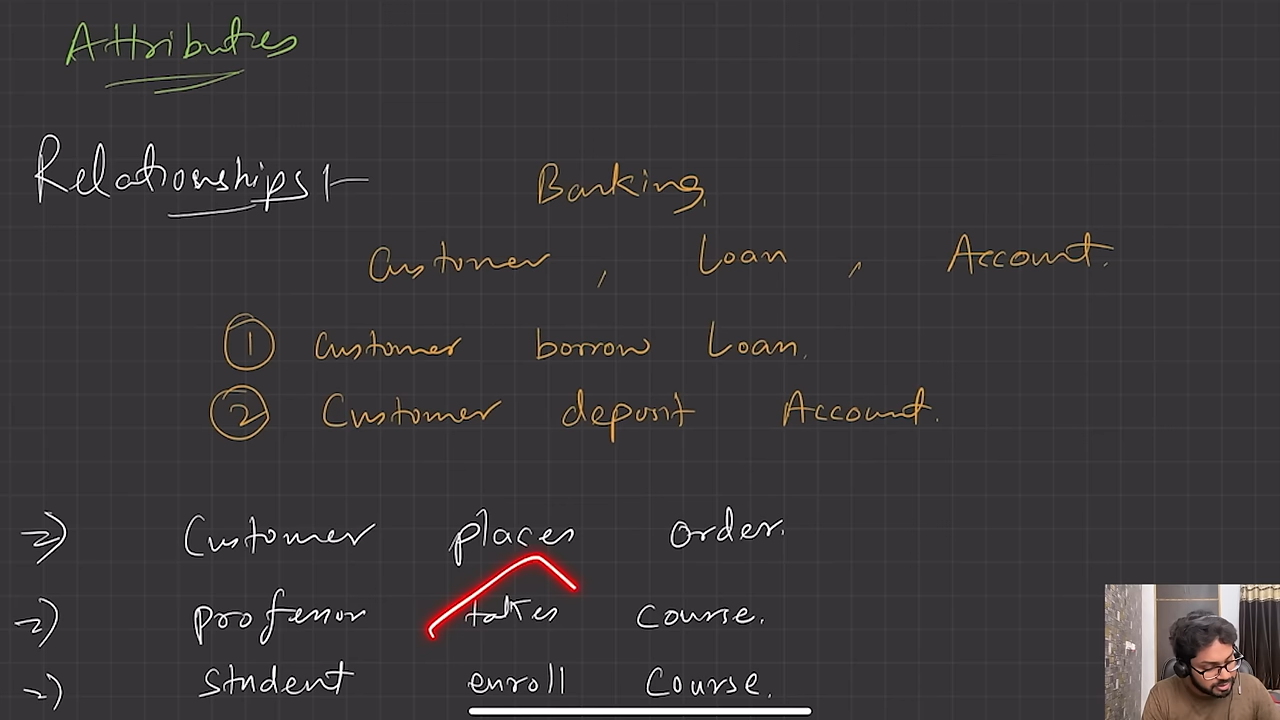 Attributes
Relationships :-
Banking
Customer , Loan , Account.
① Customer borrow Loan.
② Customer deposit Account.
=> Customer places order.
=> professor takes course.
=> student enroll course.